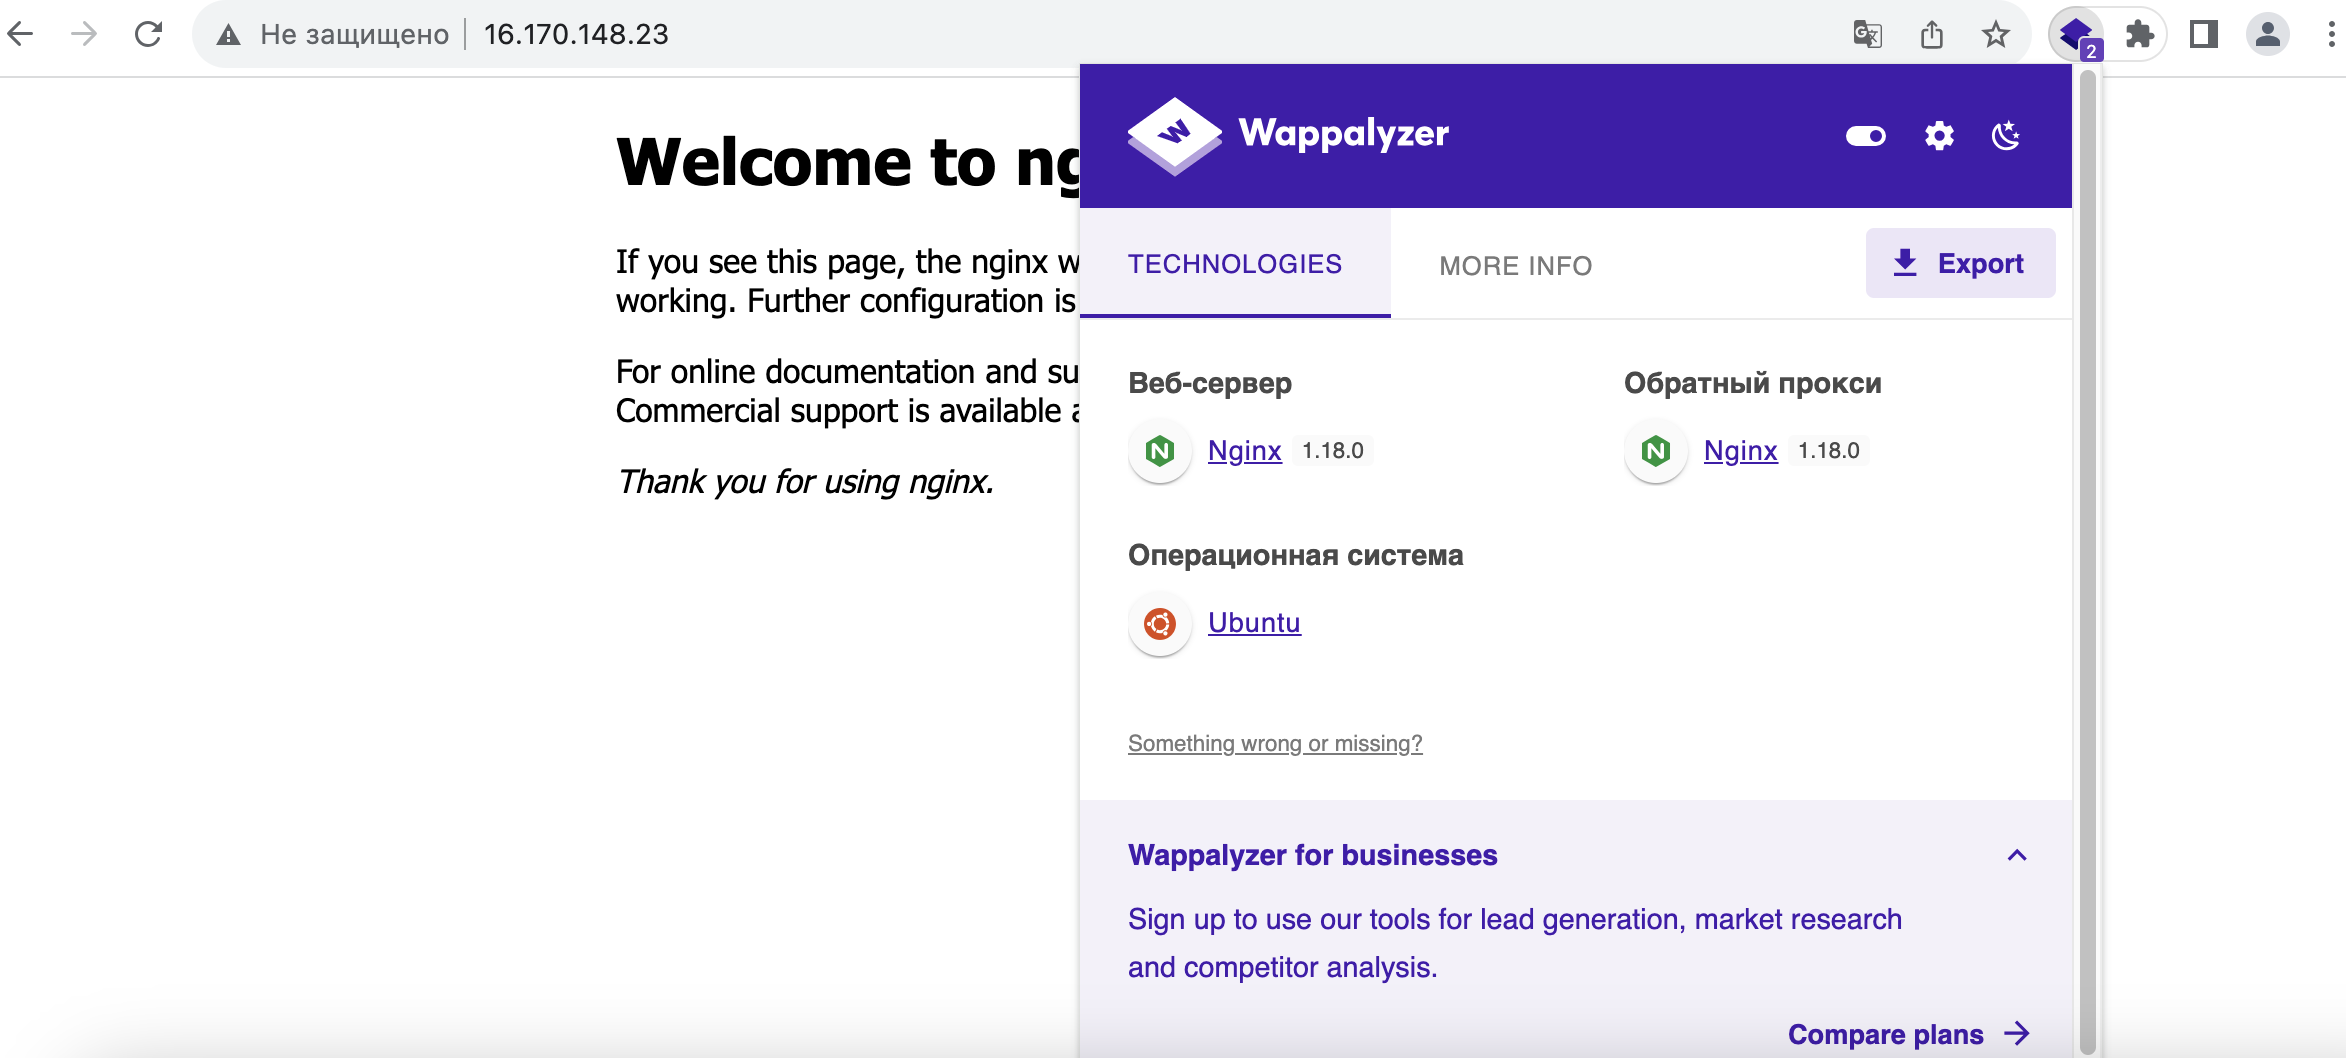 Не защищено 16.170.148.23
2
Welcome to ng
If you see this page, the nginx w
working. Further configuration is
For online documentation and su
Commercial support is available a
Thank you for using nginx.
Wappalyzer
TECHNOLOGIES
MORE INFO
Export
Веб-сервер
Nginx 1.18.0
Обратный прокси
Nginx 1.18.0
Операционная система
Ubuntu
Something wrong or missing?
Wappalyzer for businesses
Sign up to use our tools for lead generation, market research
and competitor analysis.
Compare plans